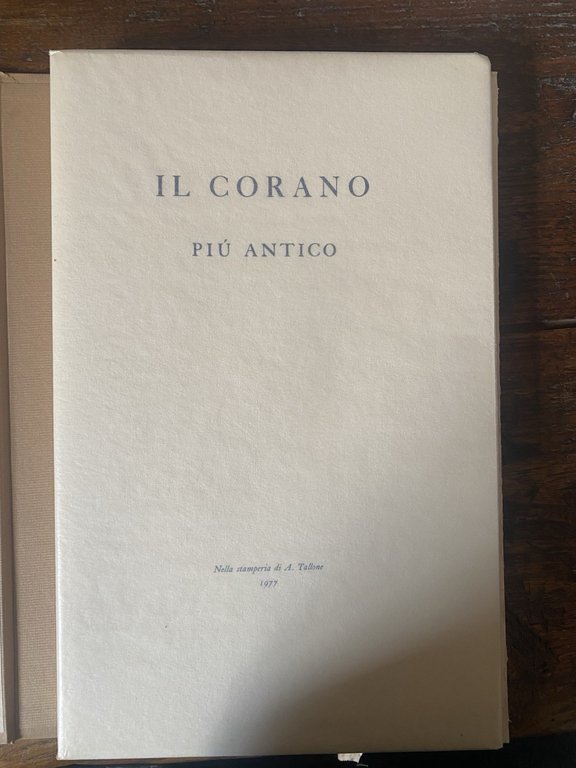 IL CORANO
PIÚ ANTICO
Nella stamperia di A. Tallone
1977